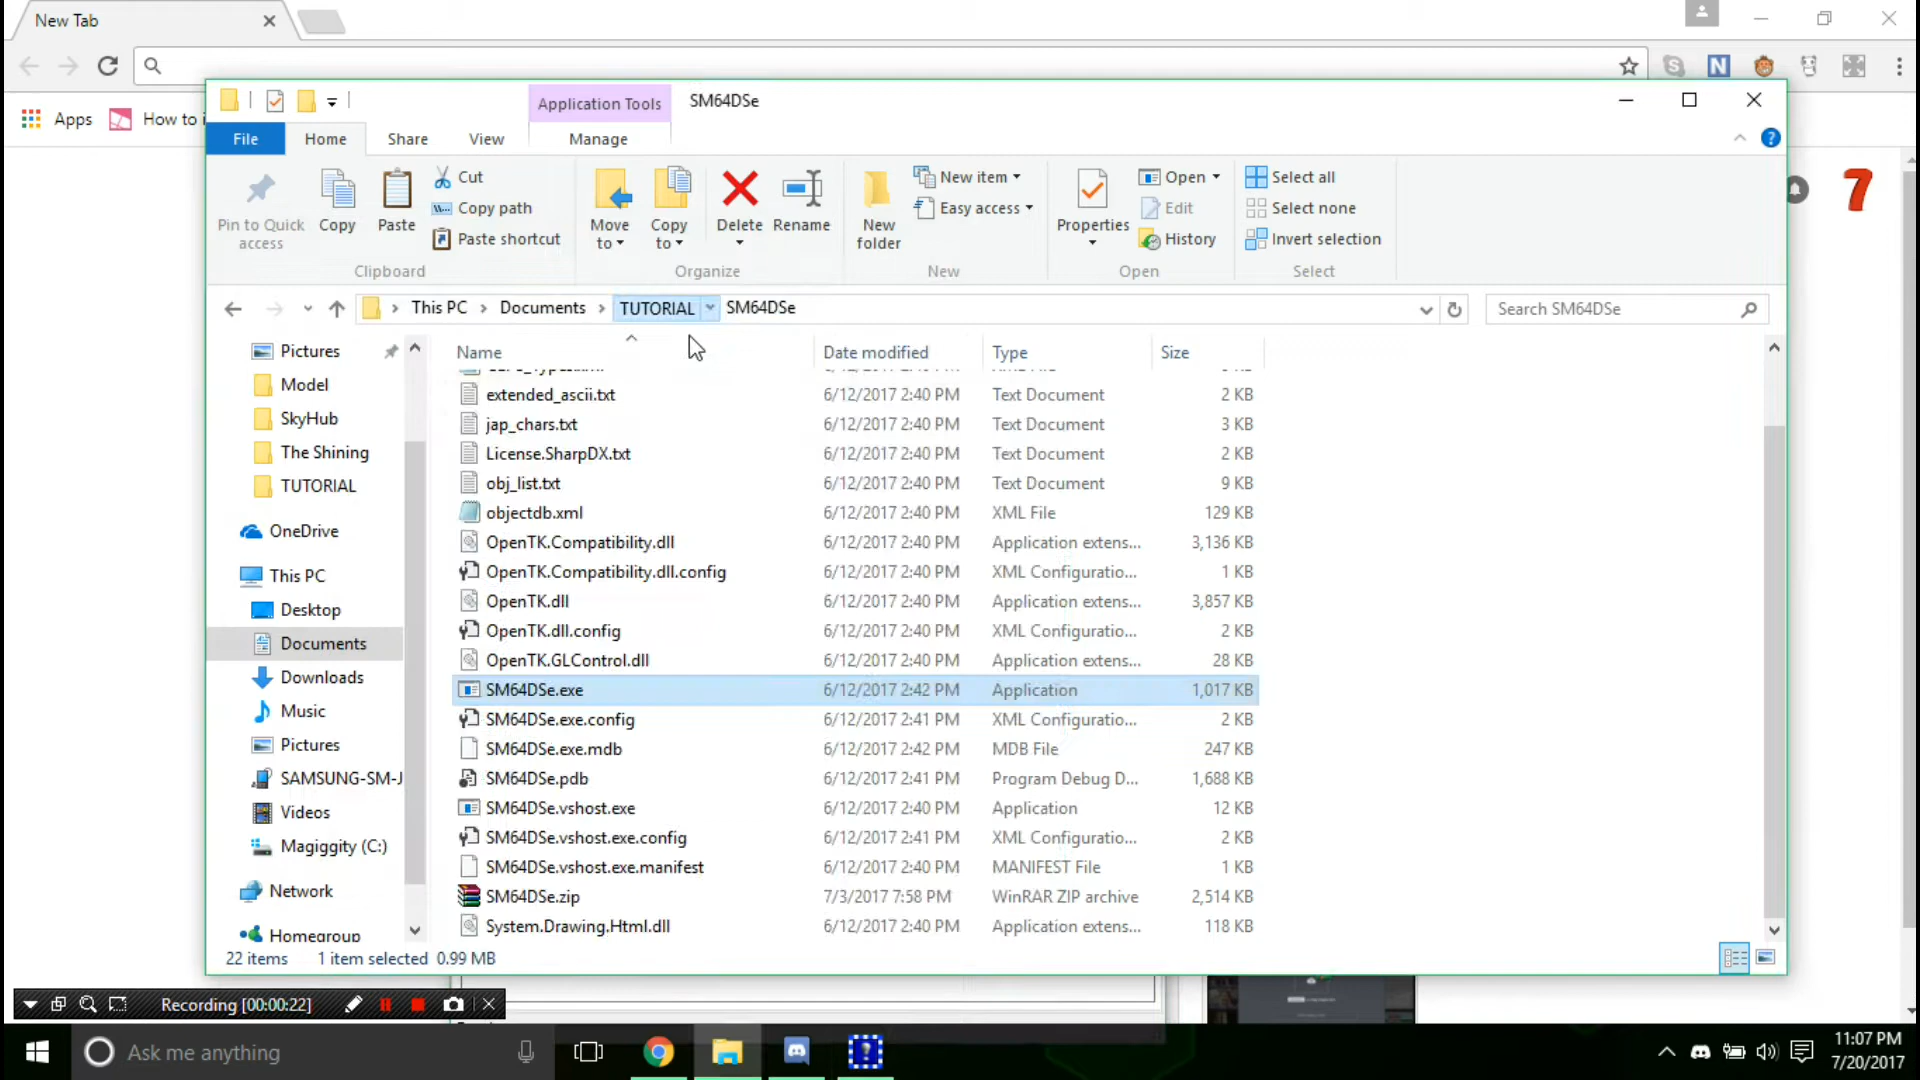 New Tab
Apps
How to i
Application Tools
SM64DSe
File
Home
Share
View
Manage
Pin to Quick access
Copy
Paste
Cut
Copy path
Paste shortcut
Clipboard
Move to
Copy to
Delete
Rename
Organize
New folder
New item
Easy access
New
Properties
Open
Edit
History
Open
Select all
Select none
Invert selection
Select
7
This PC
Documents
TUTORIAL
SM64DSe
Search SM64DSe
Pictures
Model
SkyHub
The Shining
TUTORIAL
OneDrive
This PC
Desktop
Documents
Downloads
Music
Pictures
SAMSUNG-SM-J
Videos
Magiggity (C:)
Network
Homegroup
Name Date modified Type Size
extended_ascii.txt 6/12/2017 2:40 PM Text Document 2 KB
jap_chars.txt 6/12/2017 2:40 PM Text Document 3 KB
License.SharpDX.txt 6/12/2017 2:40 PM Text Document 2 KB
obj_list.txt 6/12/2017 2:40 PM Text Document 9 KB
objectdb.xml 6/12/2017 2:40 PM XML File 129 KB
OpenTK.Compatibility.dll 6/12/2017 2:40 PM Application extens... 3,136 KB
OpenTK.Compatibility.dll.config 6/12/2017 2:40 PM XML Configuratio... 1 KB
OpenTK.dll 6/12/2017 2:40 PM Application extens... 3,857 KB
OpenTK.dll.config 6/12/2017 2:40 PM XML Configuratio... 2 KB
OpenTK.GLControl.dll 6/12/2017 2:40 PM Application extens... 28 KB
SM64DSe.exe 6/12/2017 2:42 PM Application 1,017 KB
SM64DSe.exe.config 6/12/2017 2:41 PM XML Configuratio... 2 KB
SM64DSe.exe.mdb 6/12/2017 2:42 PM MDB File 247 KB
SM64DSe.pdb 6/12/2017 2:41 PM Program Debug D... 1,688 KB
SM64DSe.vshost.exe 6/12/2017 2:40 PM Application 12 KB
SM64DSe.vshost.exe.config 6/12/2017 2:41 PM XML Configuratio... 2 KB
SM64DSe.vshost.exe.manifest 6/12/2017 2:40 PM MANIFEST File 1 KB
SM64DSe.zip 7/3/2017 7:58 PM WinRAR ZIP archive 2,514 KB
System.Drawing.Html.dll 6/12/2017 2:40 PM Application extens... 118 KB
22 items 1 item selected 0.99 MB
Recording [00:00:22]
Ask me anything
11:07 PM
7/20/2017